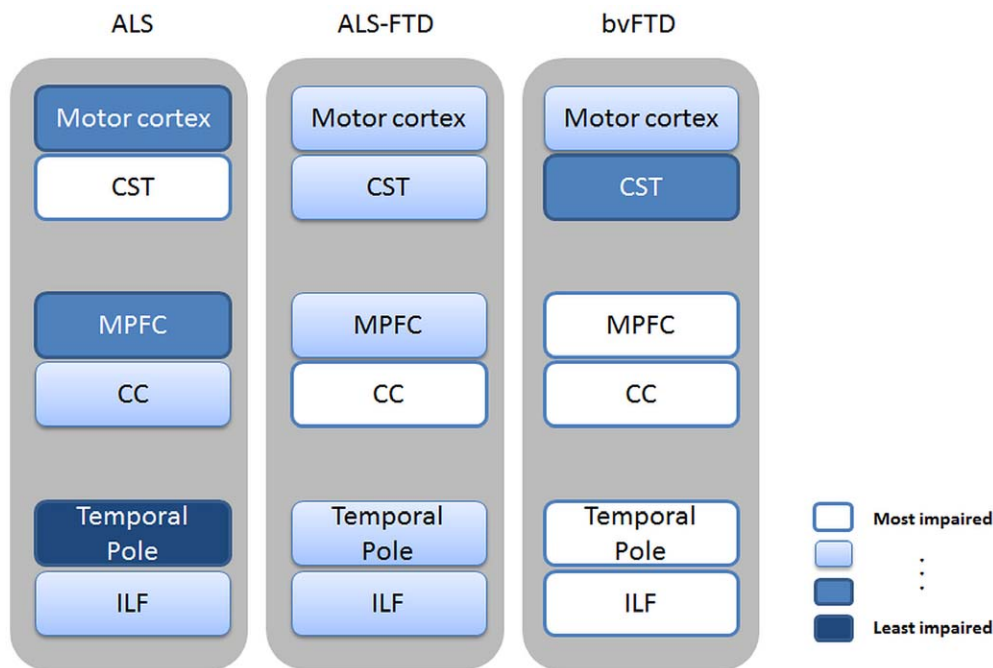 ALS
ALS-FTD
bvFTD
Motor cortex
CST
MPFC
CC
Temporal
Pole
ILF
Motor cortex
CST
MPFC
CC
Temporal
Pole
ILF
Motor cortex
CST
MPFC
CC
Temporal
Pole
ILF
Most impaired
Least impaired